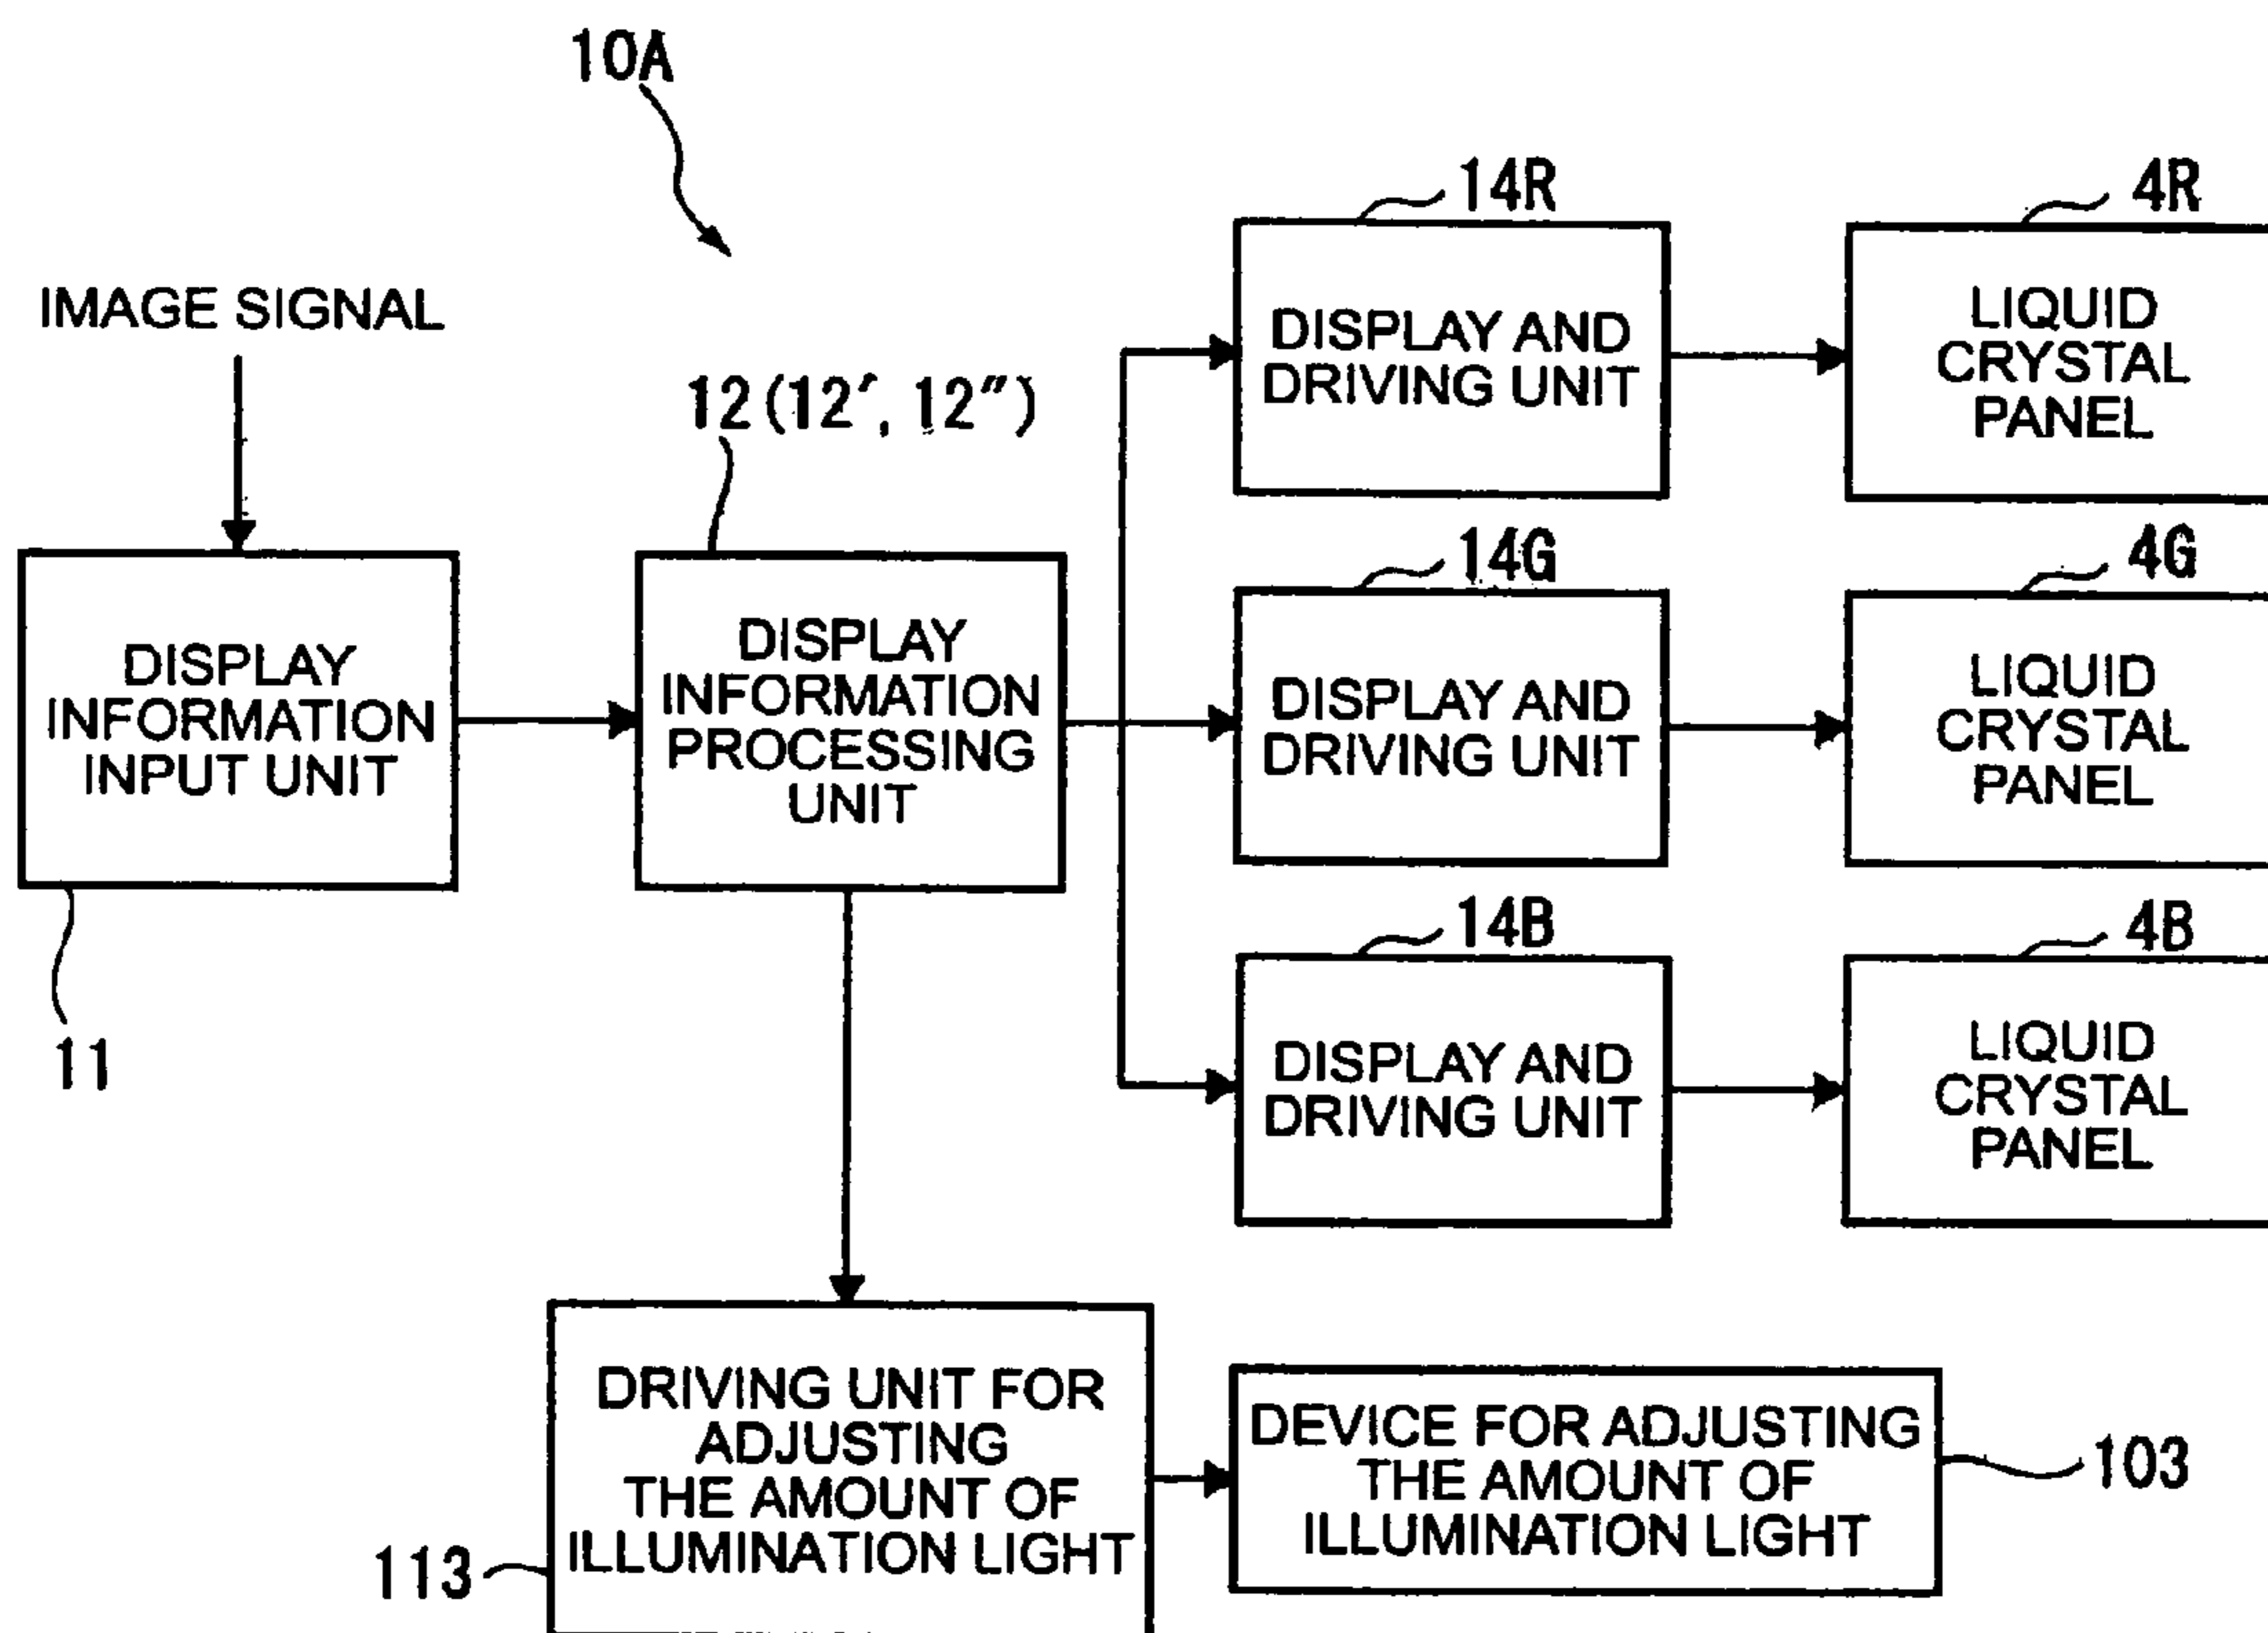 10A
IMAGE SIGNAL
12(12′, 12″)
14R
4R
DISPLAY AND
DRIVING UNIT
LIQUID
CRYSTAL
PANEL
DISPLAY
INFORMATION
INPUT UNIT
11
DISPLAY
INFORMATION
PROCESSING
UNIT
14G
4G
DISPLAY AND
DRIVING UNIT
LIQUID
CRYSTAL
PANEL
14B
4B
DISPLAY AND
DRIVING UNIT
LIQUID
CRYSTAL
PANEL
DRIVING UNIT FOR
ADJUSTING
THE AMOUNT OF
ILLUMINATION LIGHT
113
DEVICE FOR ADJUSTING
THE AMOUNT OF
ILLUMINATION LIGHT
103